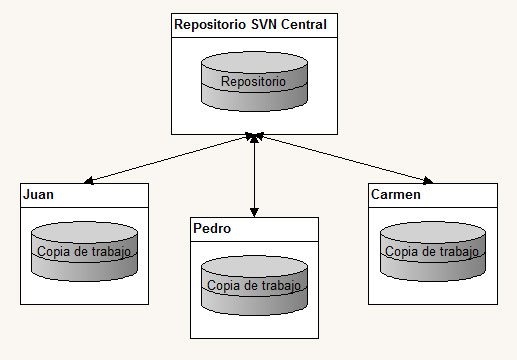 Repositorio SVN Central
Repositorio
Juan
Copia de trabajo
Pedro
Copia de trabajo
Carmen
Copia de trabajo